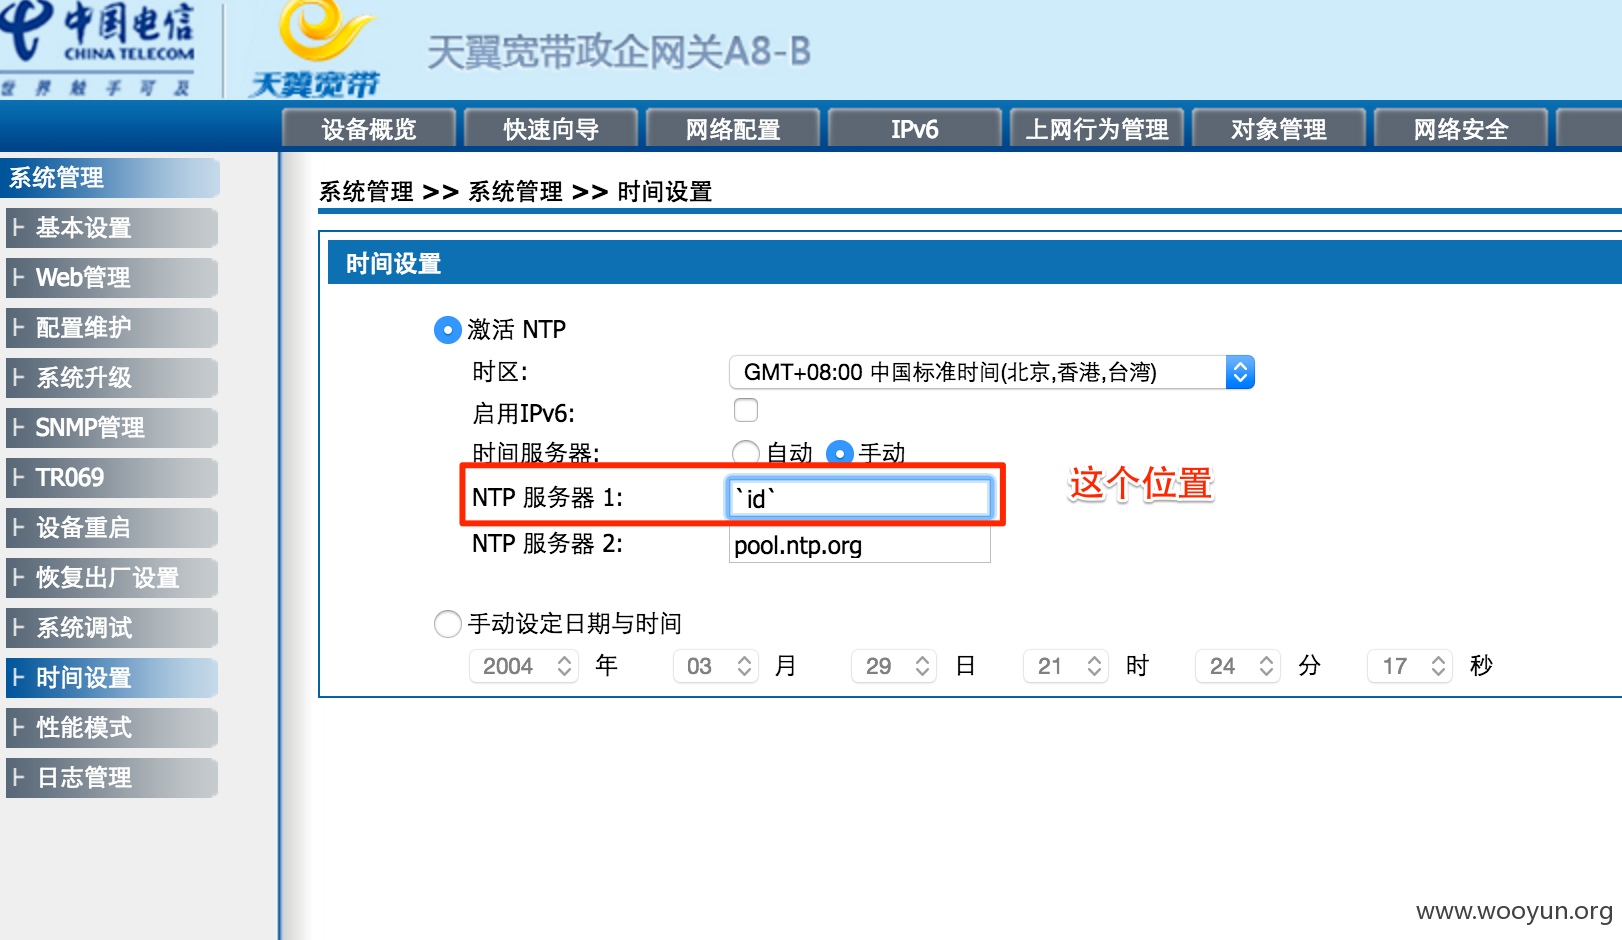 中国电信
CHINA TELECOM
世界触手可及
天翼宽带
天翼宽带政企网关A8-B
设备概览
快速向导
网络配置
IPv6
上网行为管理
对象管理
网络安全
系统管理
⊦ 基本设置
⊦ Web管理
⊦ 配置维护
⊦ 系统升级
⊦ SNMP管理
⊦ TR069
⊦ 设备重启
⊦ 恢复出厂设置
⊦ 系统调试
⊦ 时间设置
⊦ 性能模式
⊦ 日志管理
系统管理 >> 系统管理 >> 时间设置
时间设置
激活 NTP
时区: GMT+08:00 中国标准时间(北京,香港,台湾)
启用IPv6:
时间服务器: 自动 手动
NTP 服务器 1: `id`
这个位置
NTP 服务器 2: pool.ntp.org
手动设定日期与时间
2004 年 03 月 29 日 21 时 24 分 17 秒
www.wooyun.org